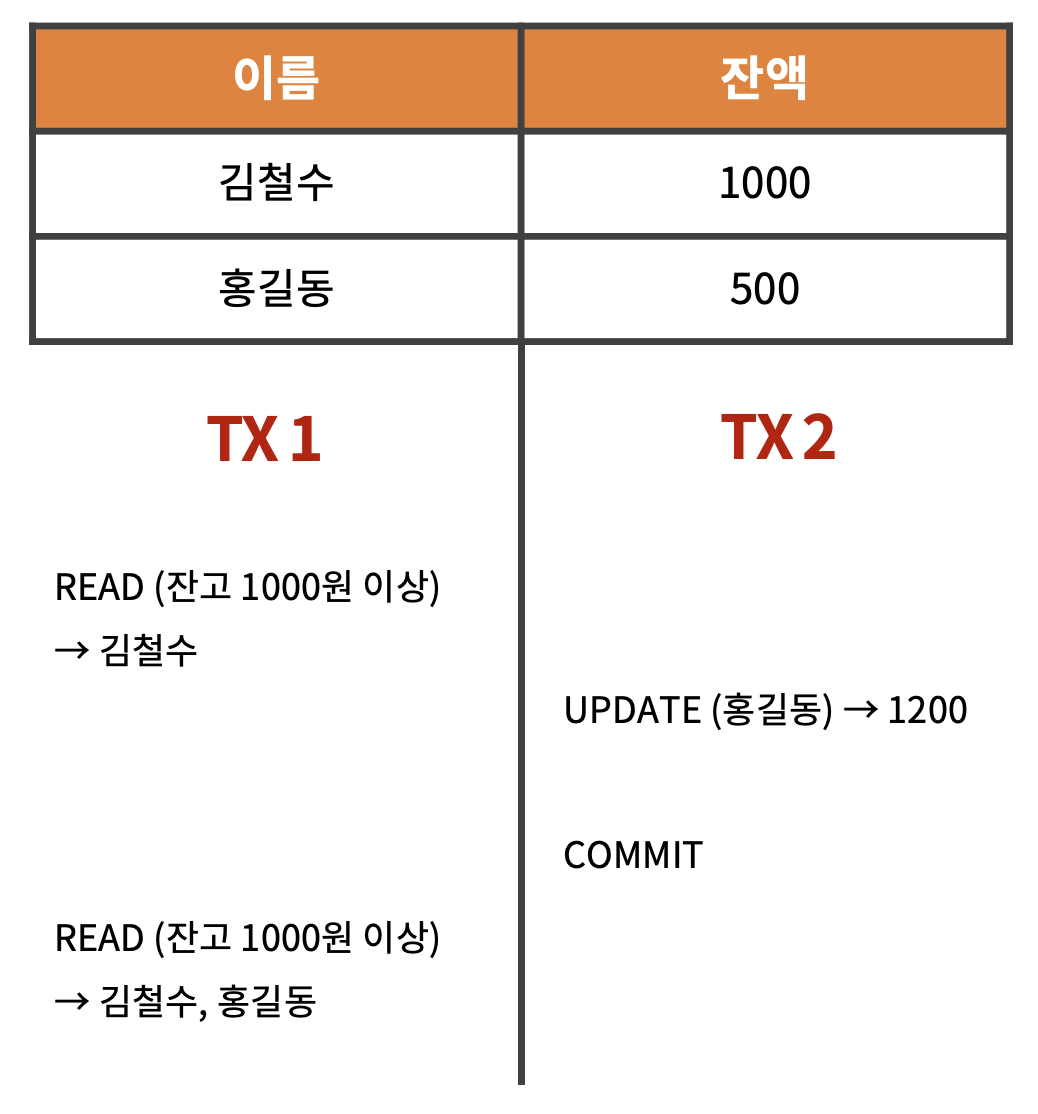 이름 잔액
김철수 1000
홍길동 500
TX 1 TX 2
READ (잔고 1000원 이상)
→ 김철수
UPDATE (홍길동) → 1200
COMMIT
READ (잔고 1000원 이상)
→ 김철수, 홍길동